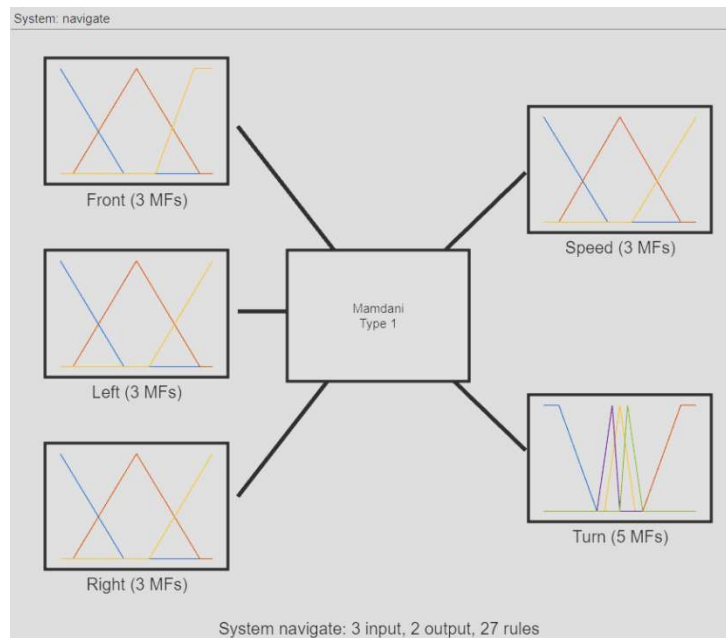 System: navigate
Front (3 MFs)
Left (3 MFs)
Right (3 MFs)
Mamdani
Type 1
Speed (3 MFs)
Turn (5 MFs)
System navigate: 3 input, 2 output, 27 rules